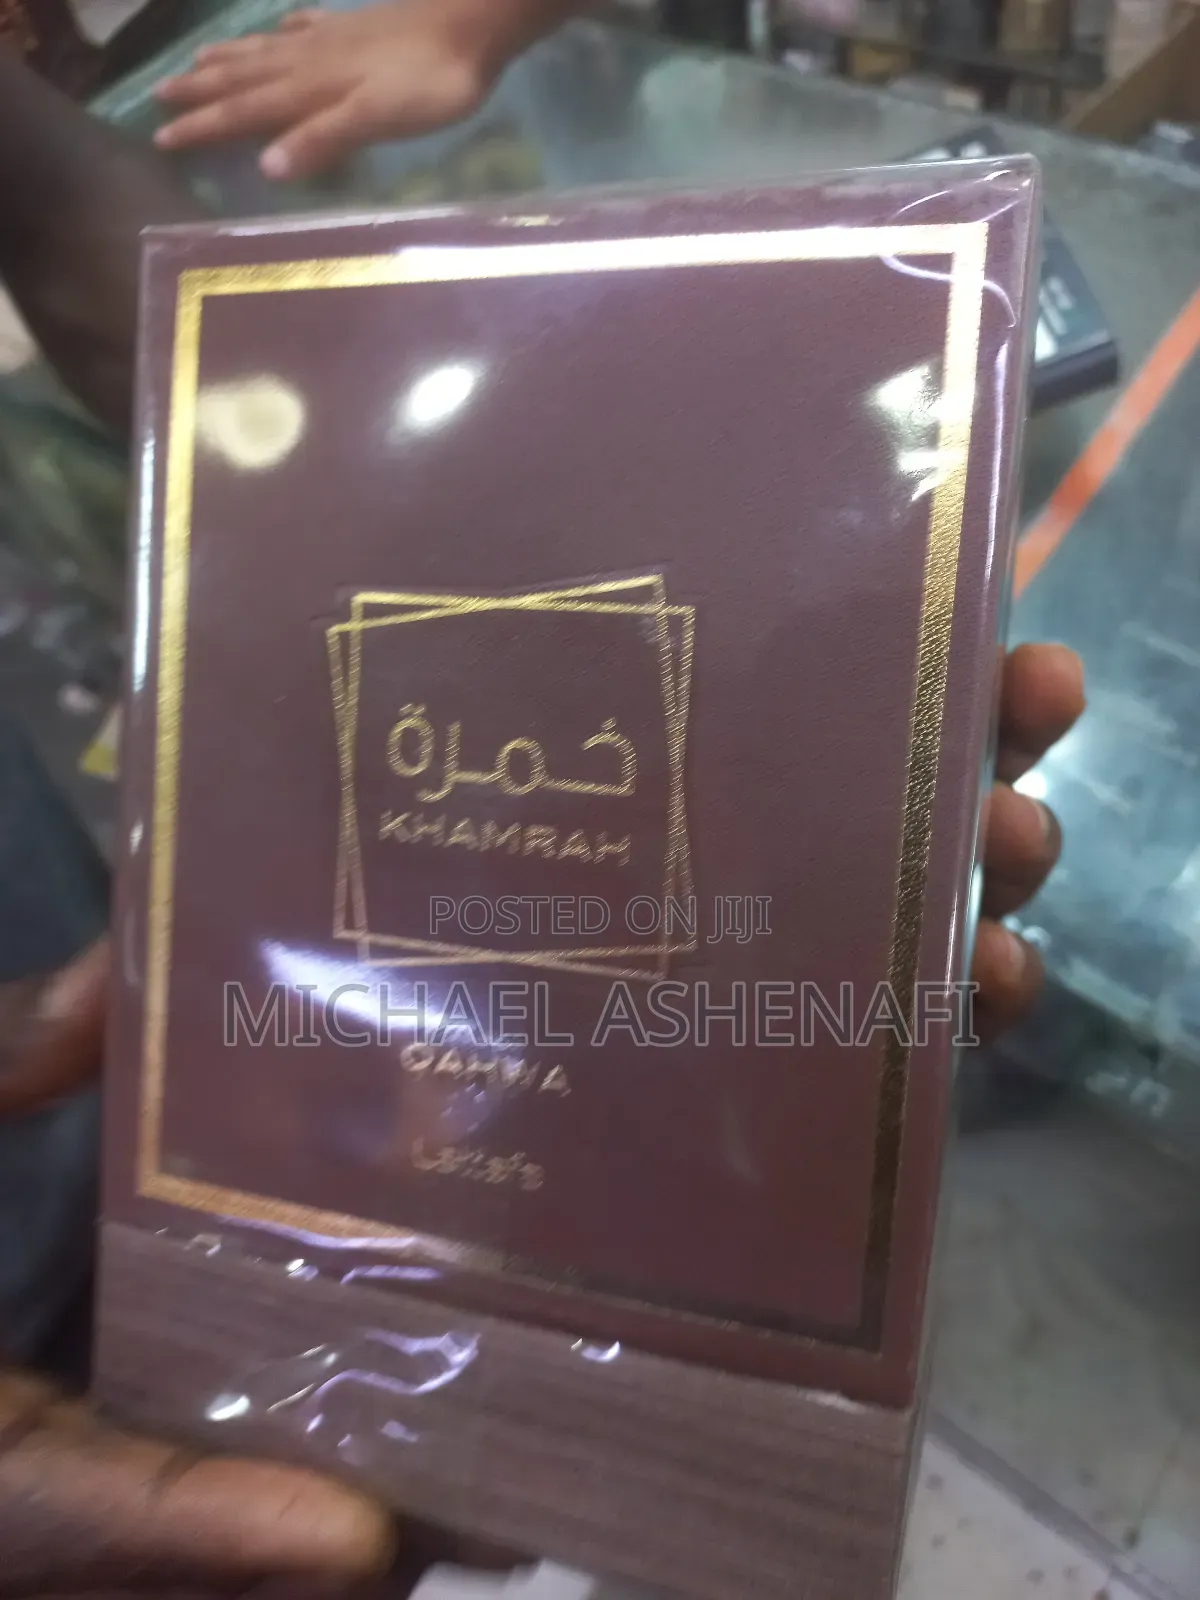 خمرة
KHAMRAH
POSTED ON JIJI
MICHAEL ASHENAFI
QAHWA
Lattafa